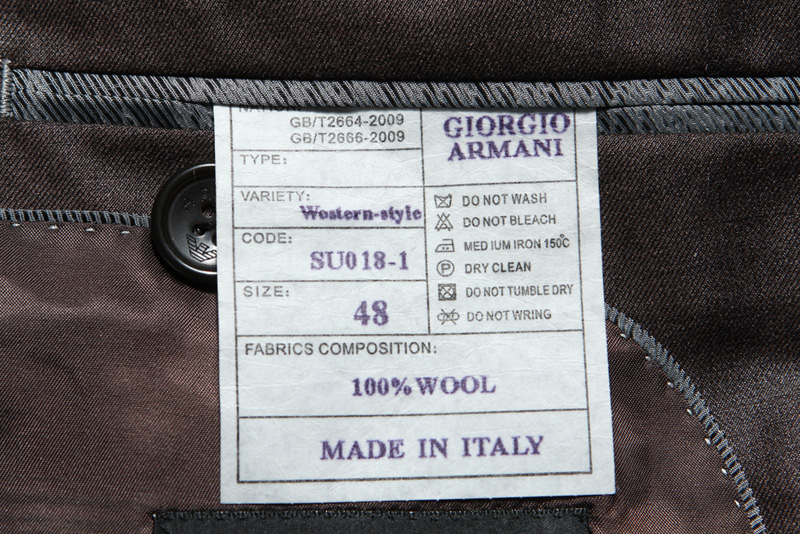 GB/T2664-2009
GB/T2666-2009
TYPE:
VARIETY:
Western-style
CODE:
SU018-1
SIZE:
48
GIORGIO
ARMANI
DO NOT WASH
DO NOT BLEACH
MEDIUM IRON 150℃
P DRY CLEAN
DO NOT TUMBLE DRY
DO NOT WRING
FABRICS COMPOSITION:
100%WOOL
MADE IN ITALY